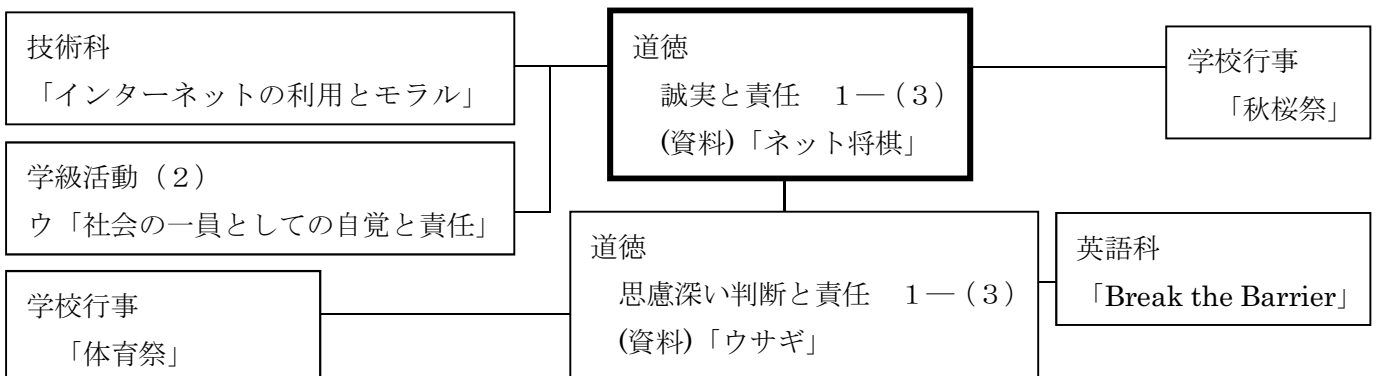 技術科
「インターネットの利用とモラル」
道徳
誠実と責任 1―(3)
(資料)「ネット将棋」
学校行事
「秋桜祭」
学級活動(2)
ウ「社会の一員としての自覚と責任」
道徳
思慮深い判断と責任 1―(3)
(資料)「ウサギ」
英語科
「Break the Barrier」
学校行事
「体育祭」